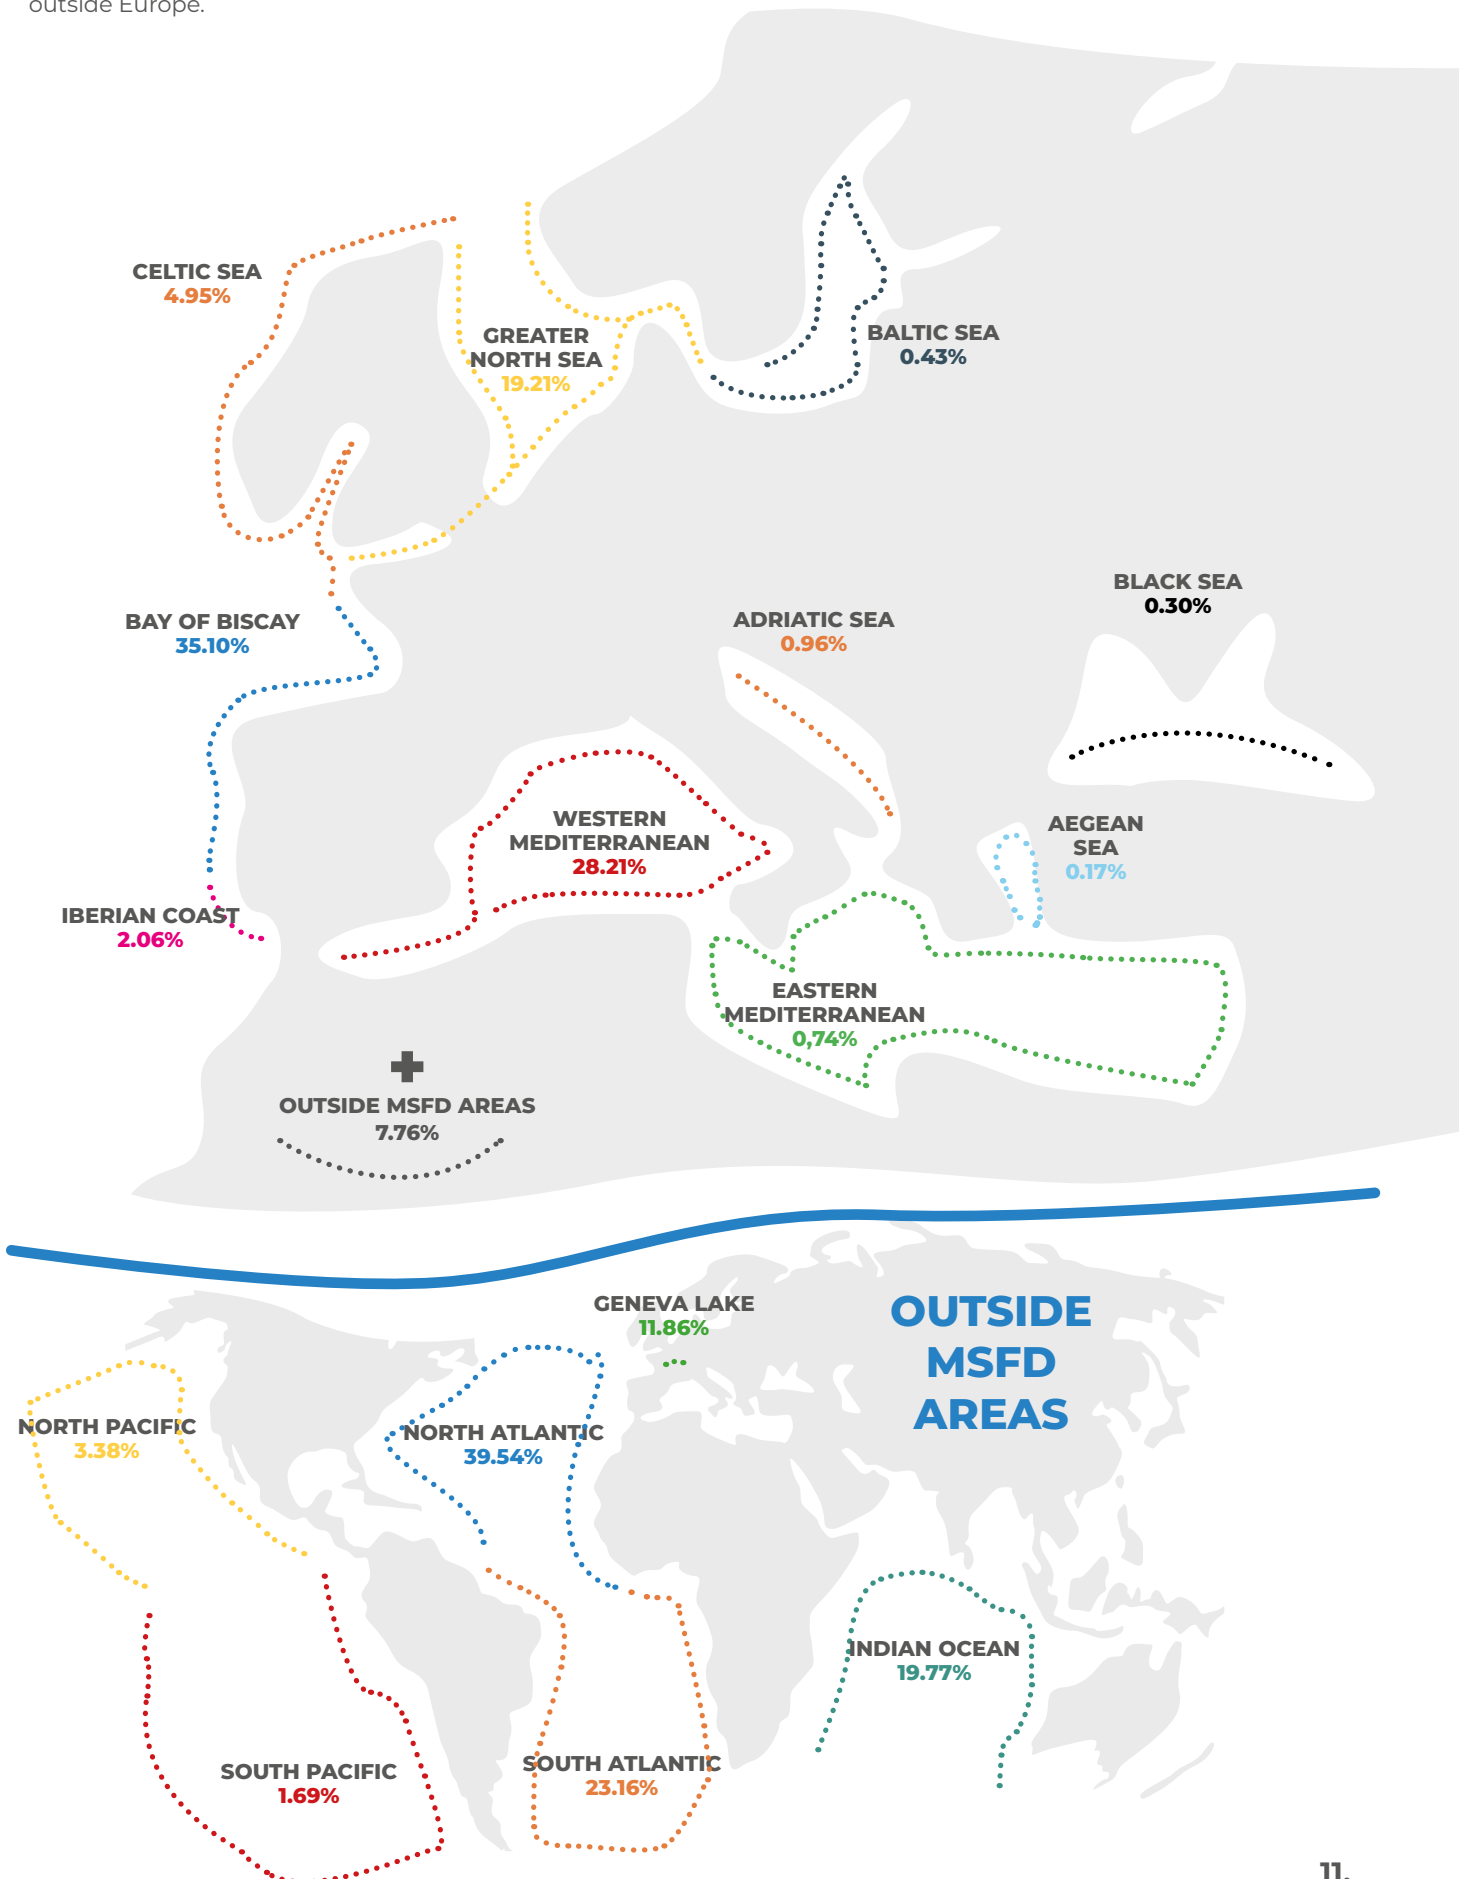 outside Europe.
CELTIC SEA
4.95%
GREATER
NORTH SEA
19.21%
BALTIC SEA
0.43%
BLACK SEA
0.30%
BAY OF BISCAY
35.10%
ADRIATIC SEA
0.96%
WESTERN
MEDITERRANEAN
28.21%
AEGEAN
SEA
0.17%
IBERIAN COAST
2.06%
EASTERN
MEDITERRANEAN
0,74%
OUTSIDE MSFD AREAS
7.76%
GENEVA LAKE
11.86%
OUTSIDE
MSFD
AREAS
NORTH PACIFIC
3.38%
NORTH ATLANTIC
39.54%
INDIAN OCEAN
19.77%
SOUTH PACIFIC
1.69%
SOUTH ATLANTIC
23.16%
11.